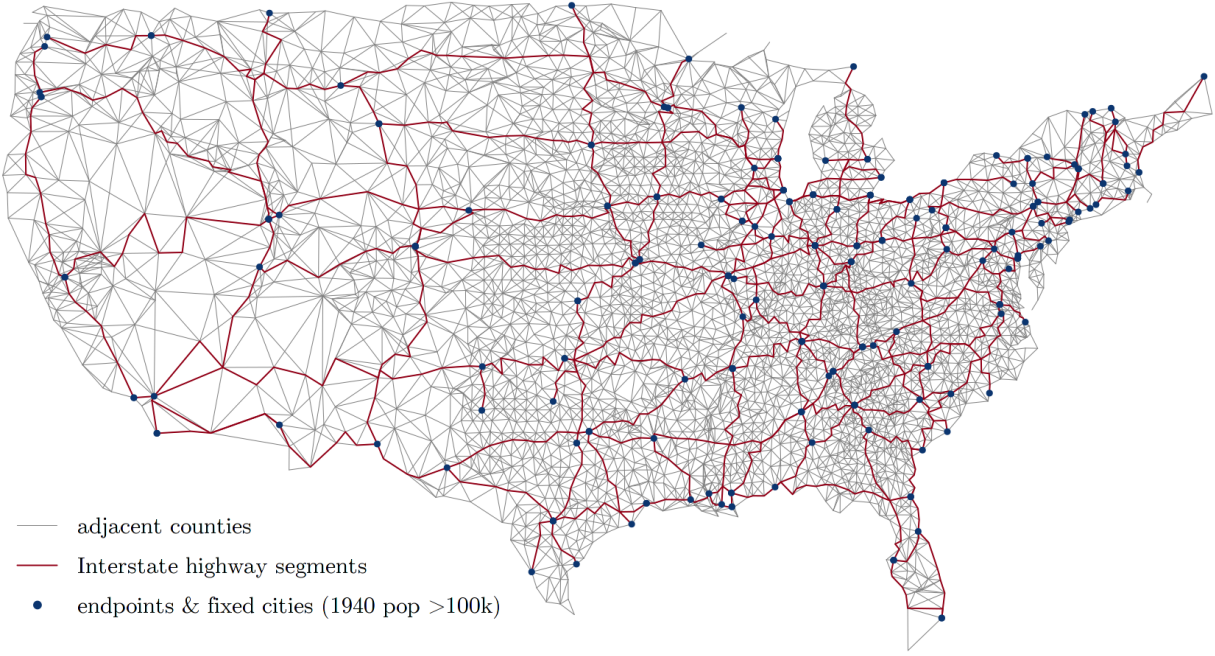 adjacent counties
Interstate highway segments
endpoints & fixed cities (1940 pop >100k)